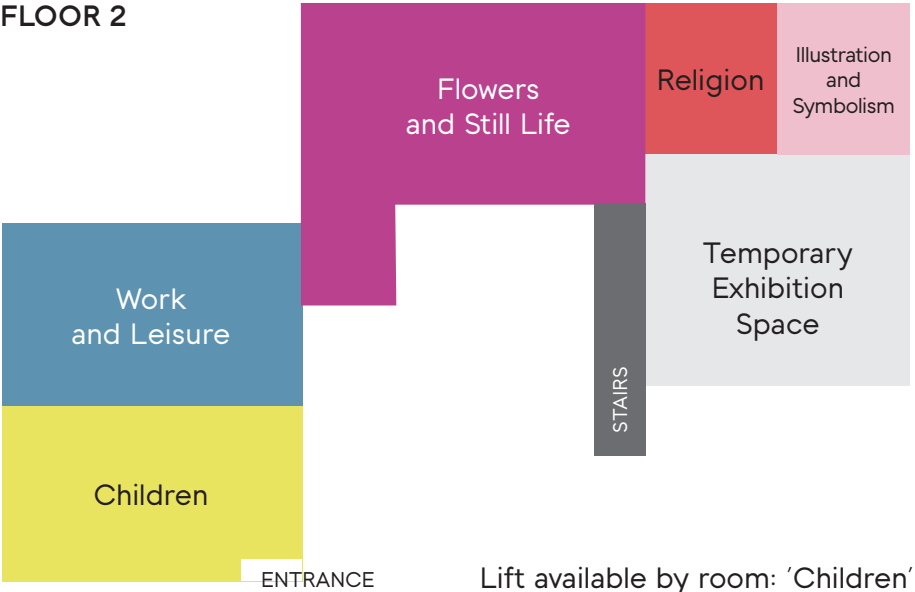 FLOOR 2
Flowers
and Still Life
Religion
Illustration
and
Symbolism
Work
and Leisure
Temporary
Exhibition
Space
STAIRS
Children
ENTRANCE
Lift available by room: ‘Children’